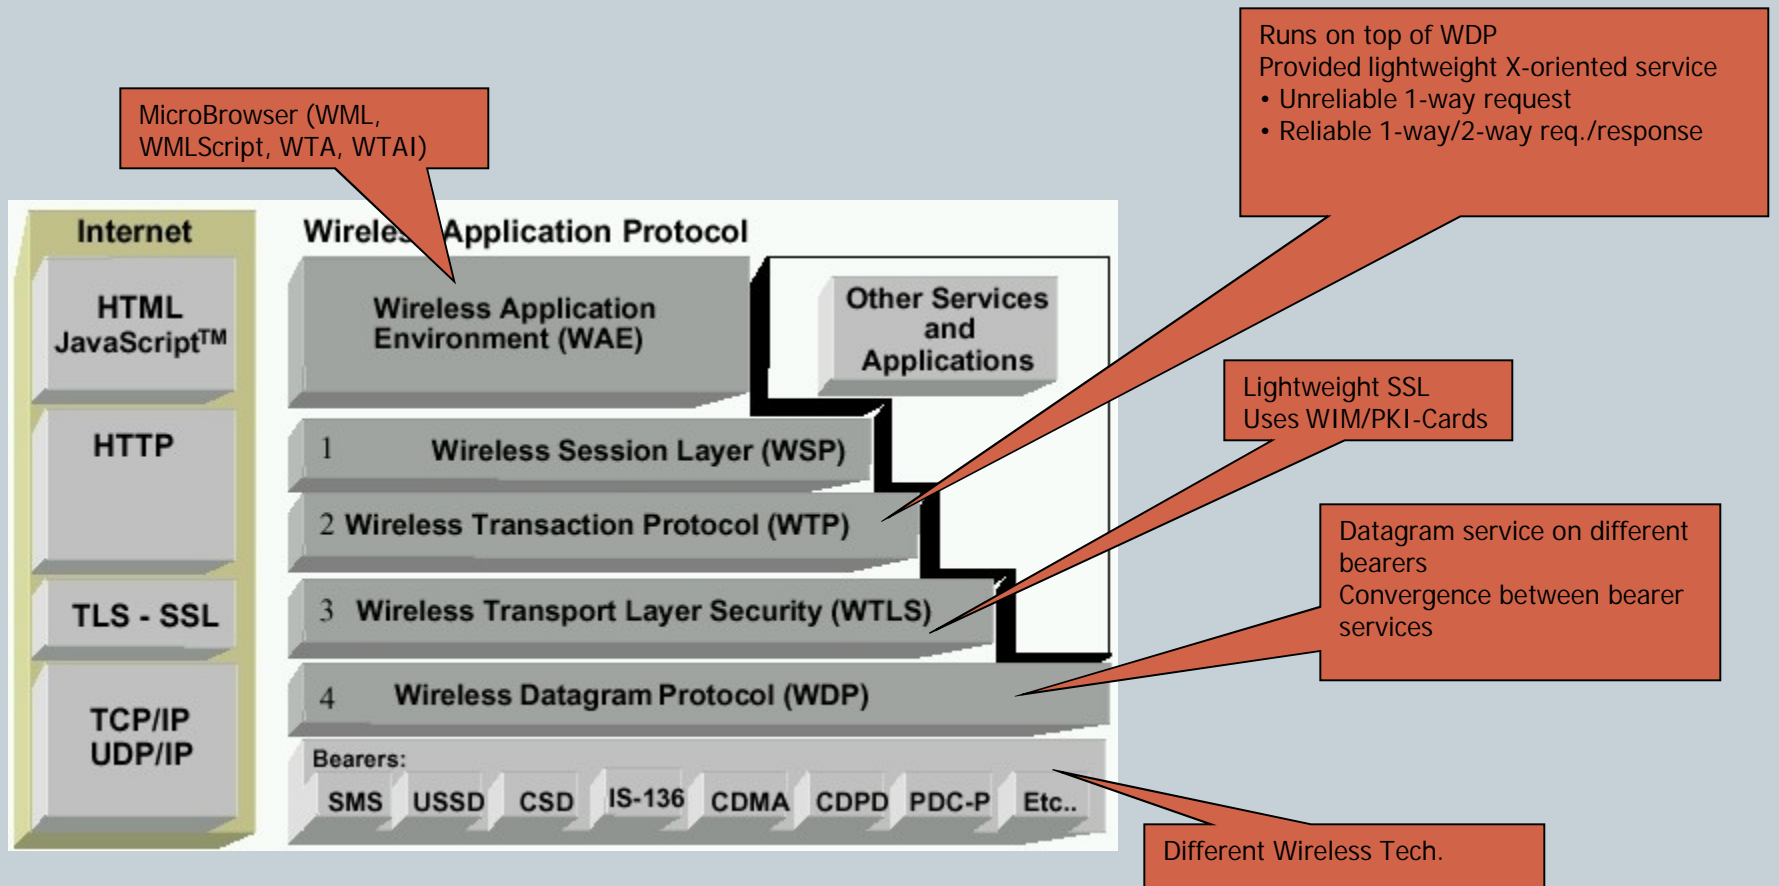 Runs on top of WDP
Provided lightweight X-oriented service
• Unreliable 1-way request
• Reliable 1-way/2-way req./response
MicroBrowser (WML,
WMLScript, WTA, WTAI)
Internet
HTML
JavaScript™
HTTP
TLS - SSL
TCP/IP
UDP/IP
Wireles Application Protocol
Wireless Application
Environment (WAE)
Other Services
and
Applications
1 Wireless Session Layer (WSP)
2 Wireless Transaction Protocol (WTP)
3 Wireless Transport Layer Security (WTLS)
4 Wireless Datagram Protocol (WDP)
Bearers:
SMS USSD CSD IS-136 CDMA CDPD PDC-P Etc..
Lightweight SSL
Uses WIM/PKI-Cards
Datagram service on different
bearers
Convergence between bearer
services
Different Wireless Tech.